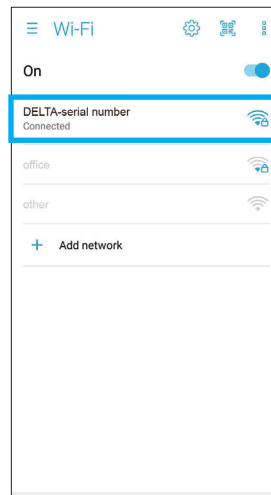 Wi-Fi
On
DELTA-serial number
Connected
office
other
Add network